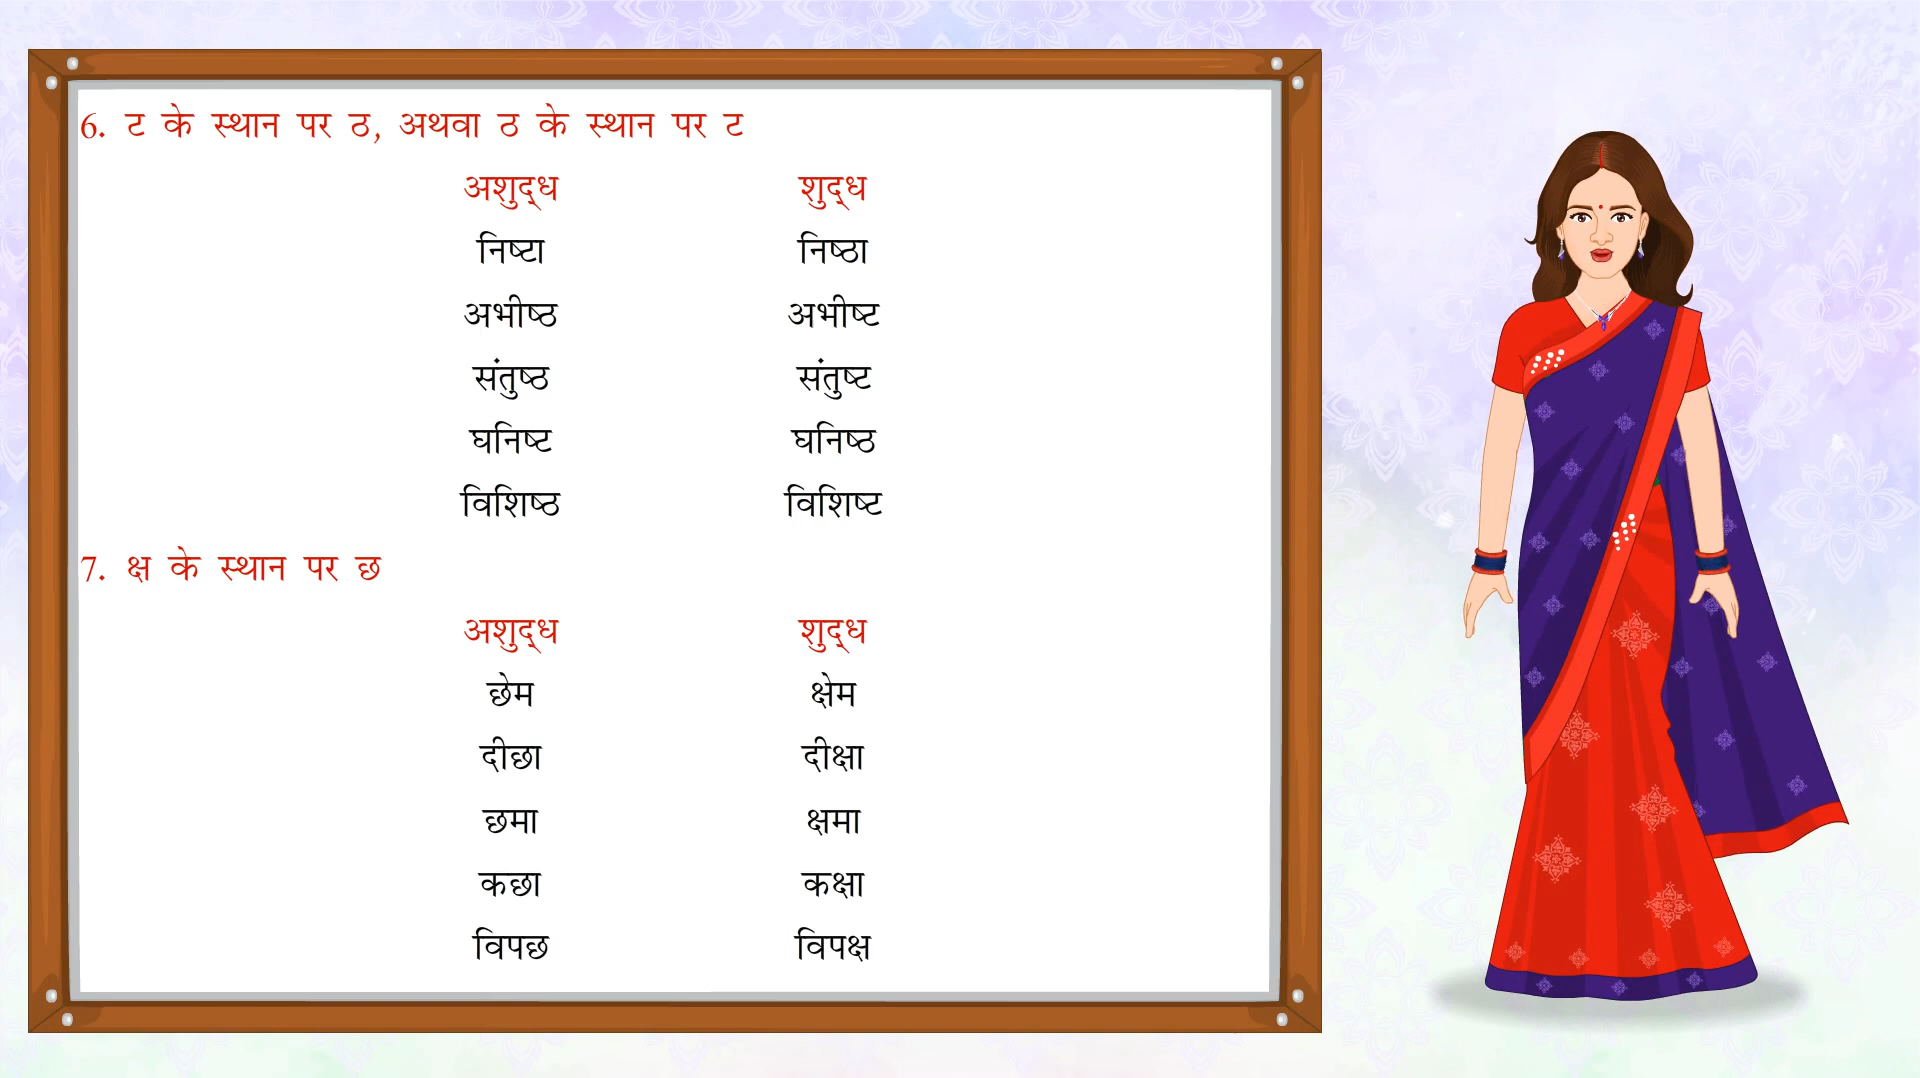 6. ट के स्थान पर ठ, अथवा ठ के स्थान पर ट
अशुद्ध शुद्ध
निष्टा निष्ठा
अभीष्ठ अभीष्ट
संतुष्ठ संतुष्ट
घनिष्ट घनिष्ठ
विशिष्ठ विशिष्ट
7. क्ष के स्थान पर छ
अशुद्ध शुद्ध
छेम क्षेम
दीछा दीक्षा
छमा क्षमा
कछा कक्षा
विपछ विपक्ष